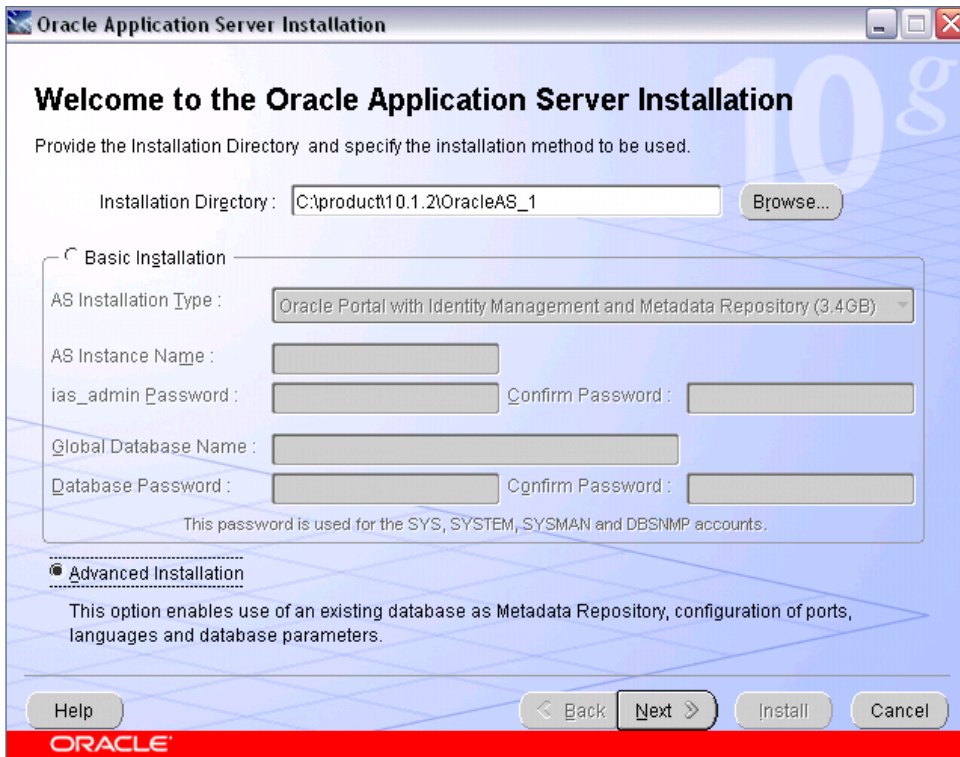 Oracle Application Server Installation
10g
Welcome to the Oracle Application Server Installation
Provide the Installation Directory and specify the installation method to be used.
Installation Directory : C:\product\10.1.2\OracleAS_1 Browse...
Basic Installation
AS Installation Type : Oracle Portal with Identity Management and Metadata Repository (3.4GB)
AS Instance Name :
ias_admin Password : Confirm Password :
Global Database Name :
Database Password : Confirm Password :
This password is used for the SYS, SYSTEM, SYSMAN and DBSNMP accounts.
Advanced Installation
This option enables use of an existing database as Metadata Repository, configuration of ports,
languages and database parameters.
Help Back Next Install Cancel
ORACLE